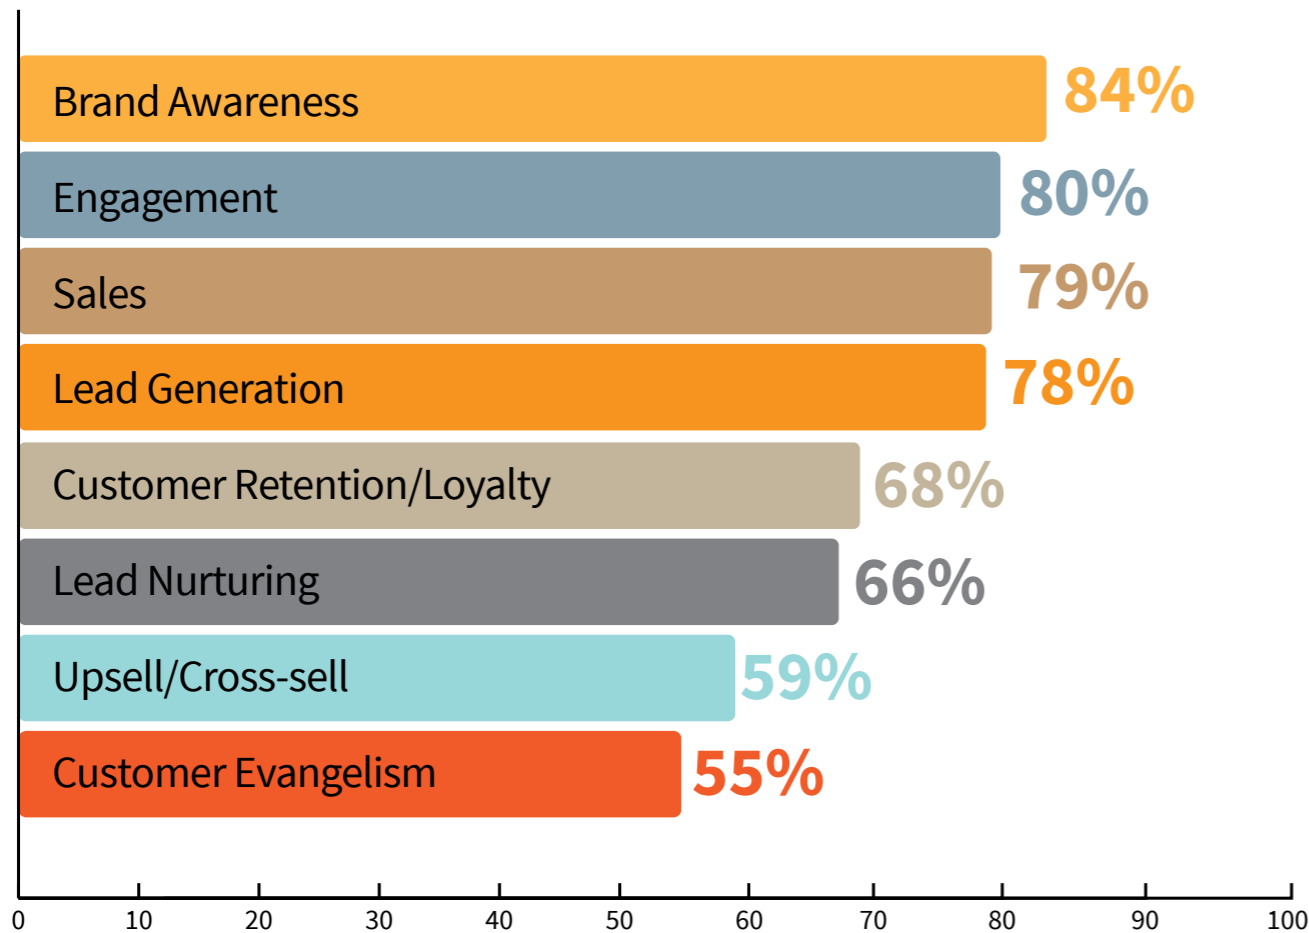 Brand Awareness 84%
Engagement 80%
Sales 79%
Lead Generation 78%
Customer Retention/Loyalty 68%
Lead Nurturing 66%
Upsell/Cross-sell 59%
Customer Evangelism 55%
0 10 20 30 40 50 60 70 80 90 100